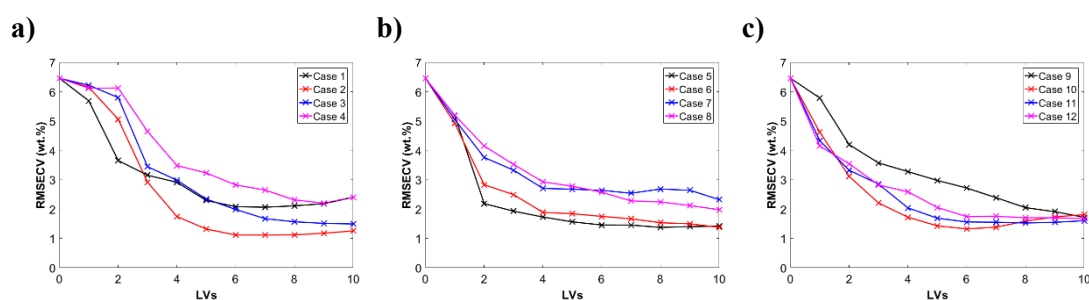 a)
b)
c)
7
6
5
4
3
2
1
0
RMSECV (wt.%)
0 2 4 6 8 10
LVs
Case 1
Case 2
Case 3
Case 4
7
6
5
4
3
2
1
0
RMSECV (wt.%)
0 2 4 6 8 10
LVs
Case 5
Case 6
Case 7
Case 8
7
6
5
4
3
2
1
0
RMSECV (wt.%)
0 2 4 6 8 10
LVs
Case 9
Case 10
Case 11
Case 12